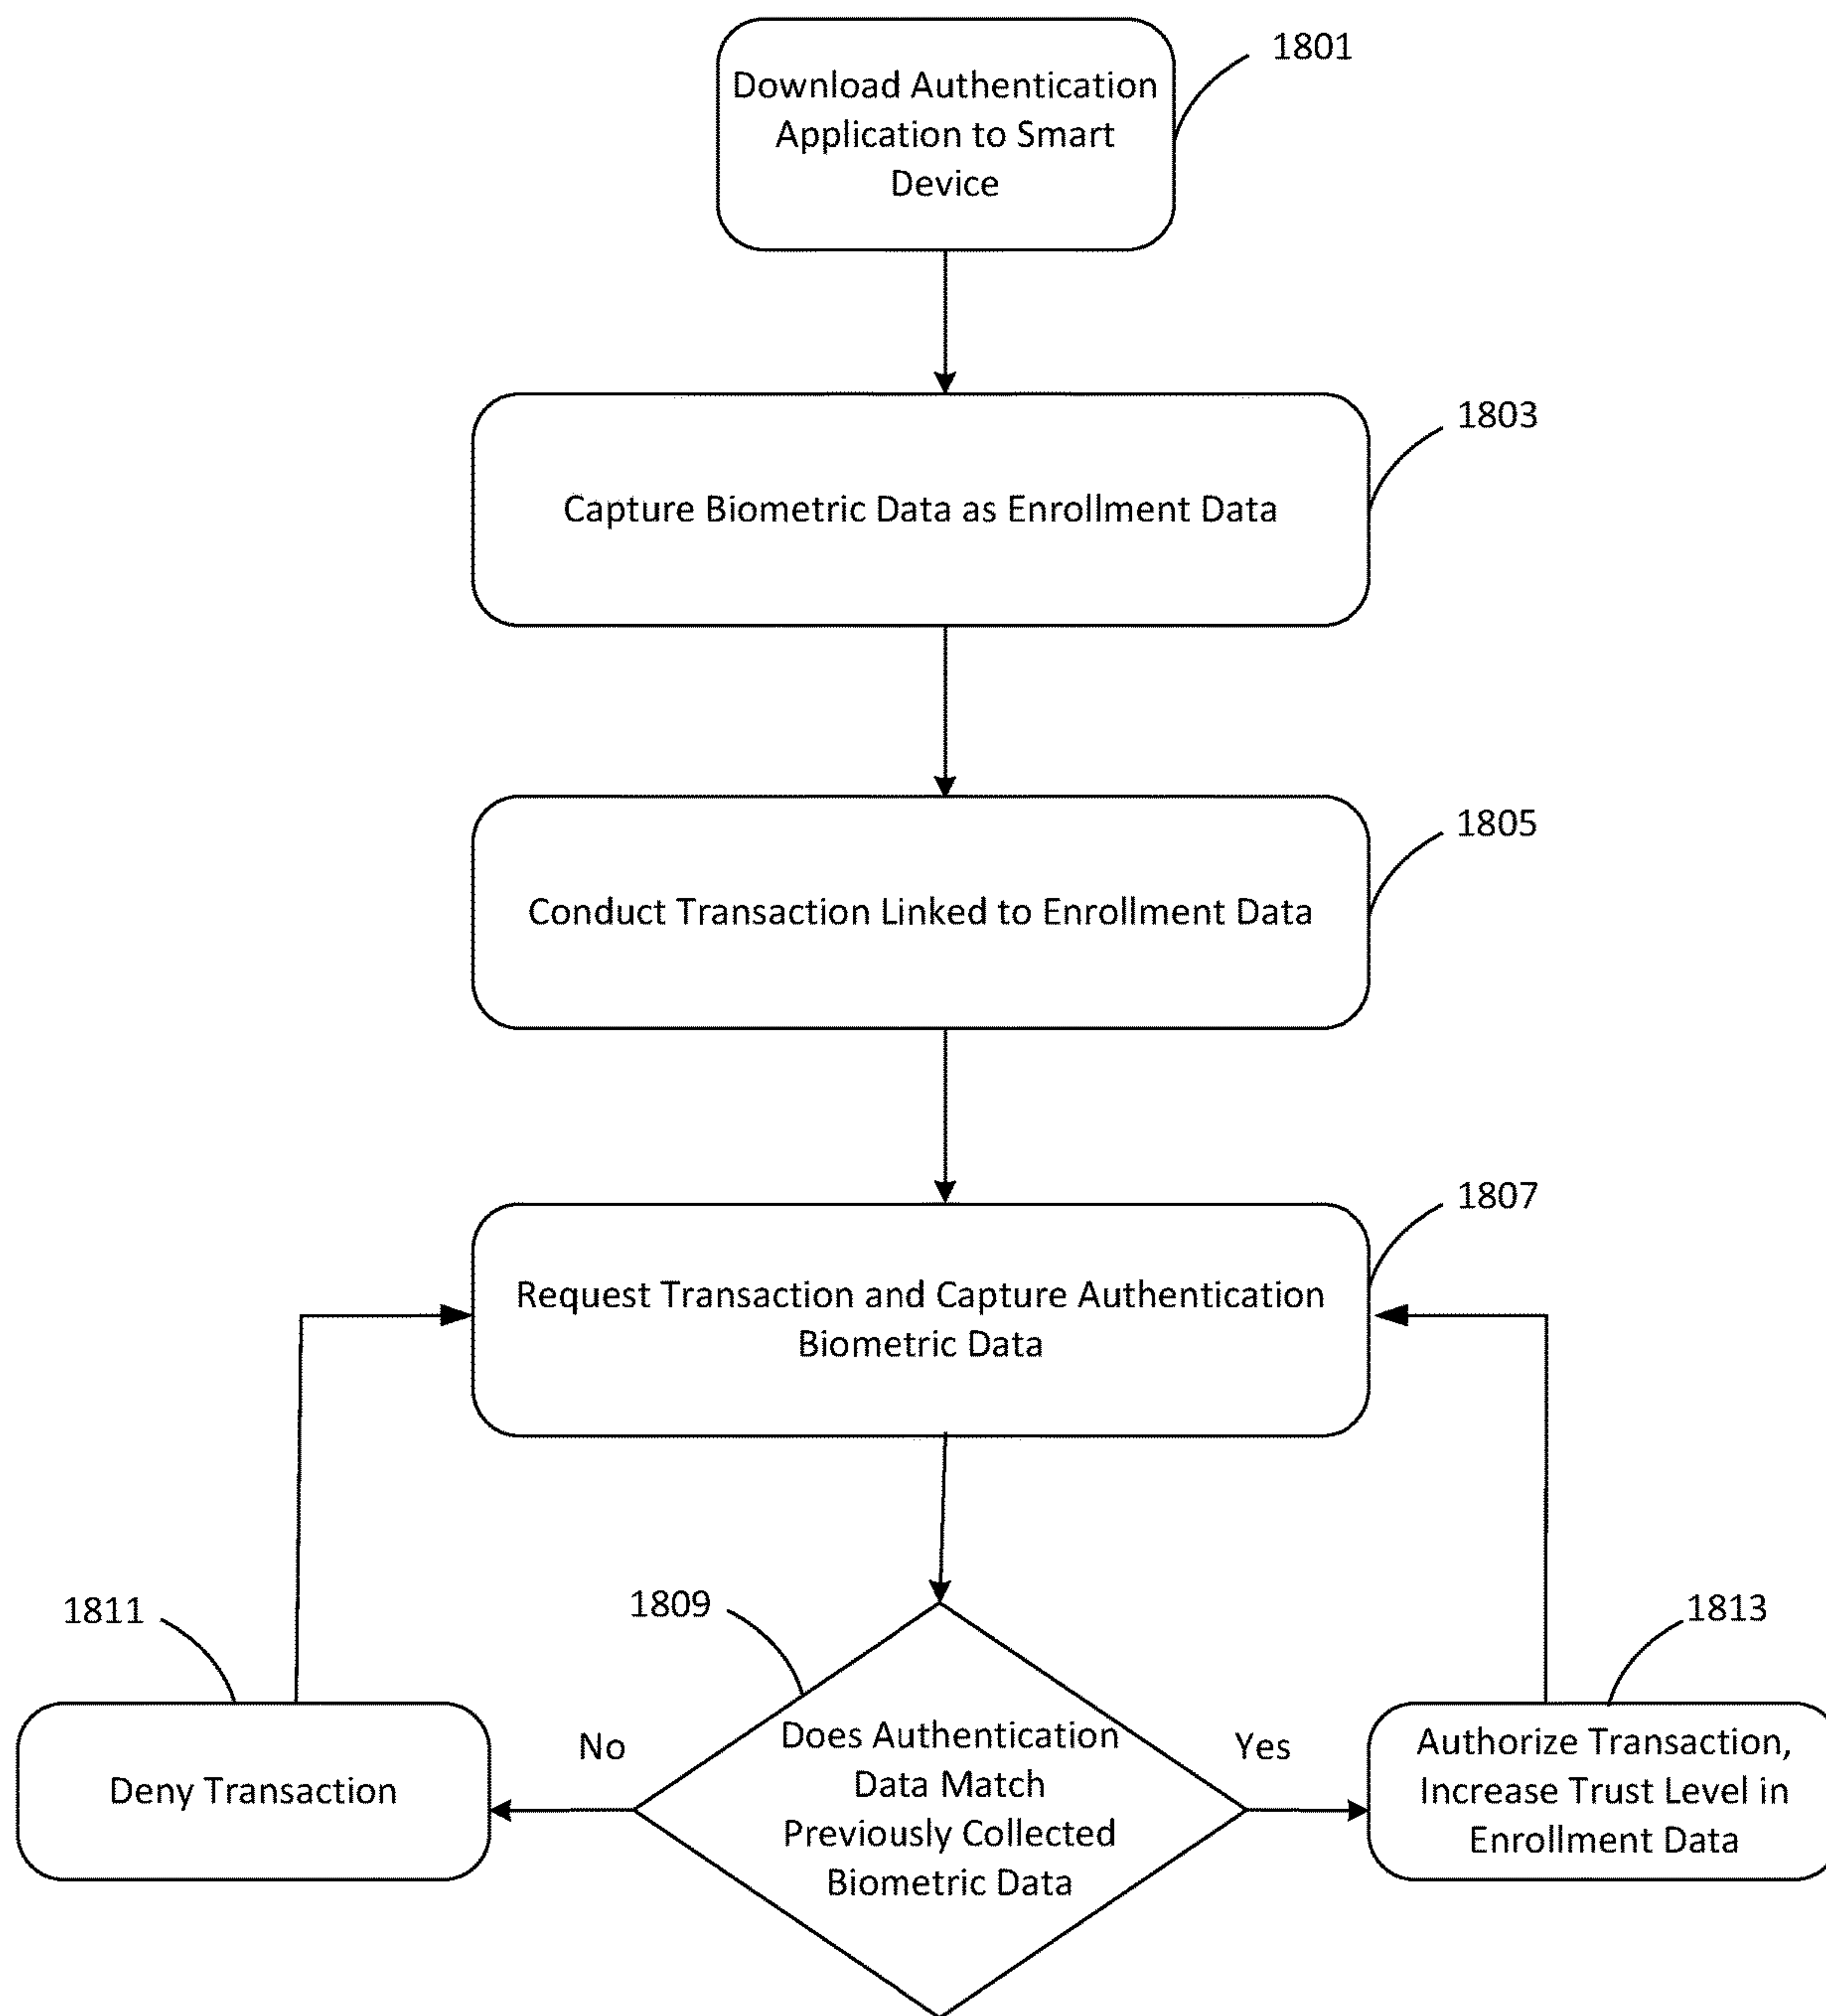 1801
Download Authentication
Application to Smart
Device
1803
Capture Biometric Data as Enrollment Data
1805
Conduct Transaction Linked to Enrollment Data
1807
Request Transaction and Capture Authentication
Biometric Data
1811
1809
1813
No
Yes
Deny Transaction
Does Authentication
Data Match
Previously Collected
Biometric Data
Authorize Transaction,
Increase Trust Level in
Enrollment Data